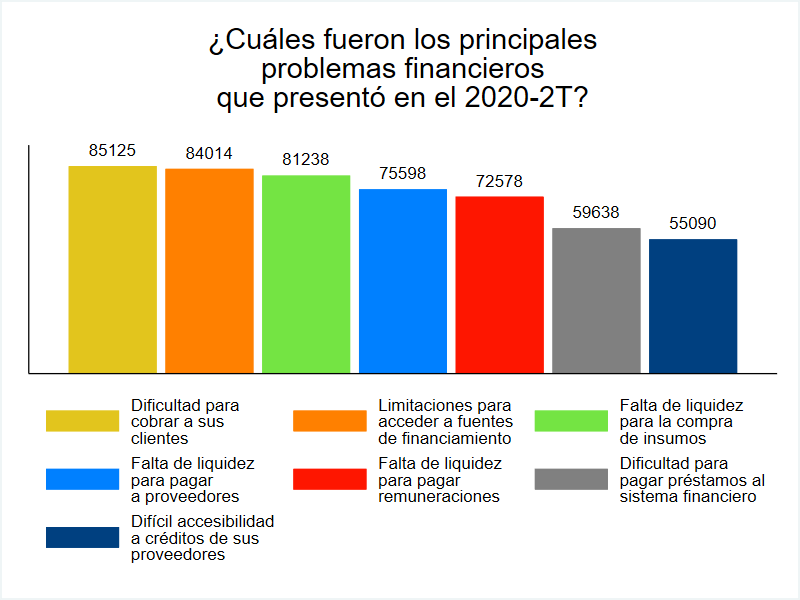 ¿Cuáles fueron los principales
problemas financieros
que presentó en el 2020-2T?
85125
84014
81238
75598
72578
59638
55090
Dificultad para
cobrar a sus
clientes
Limitaciones para
acceder a fuentes
de financiamiento
Falta de liquidez
para la compra
de insumos
Falta de liquidez
para pagar
a proveedores
Falta de liquidez
para pagar
remuneraciones
Dificultad para
pagar préstamos al
sistema financiero
Difícil accesibilidad
a créditos de sus
proveedores